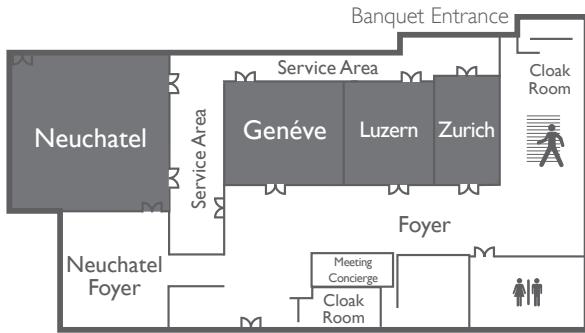 Banquet Entrance
Service Area
Cloak
Room
Neuchatel
Service Area
Genéve
Luzern
Zurich
Foyer
Neuchatel
Foyer
Meeting
Concierge
Cloak
Room